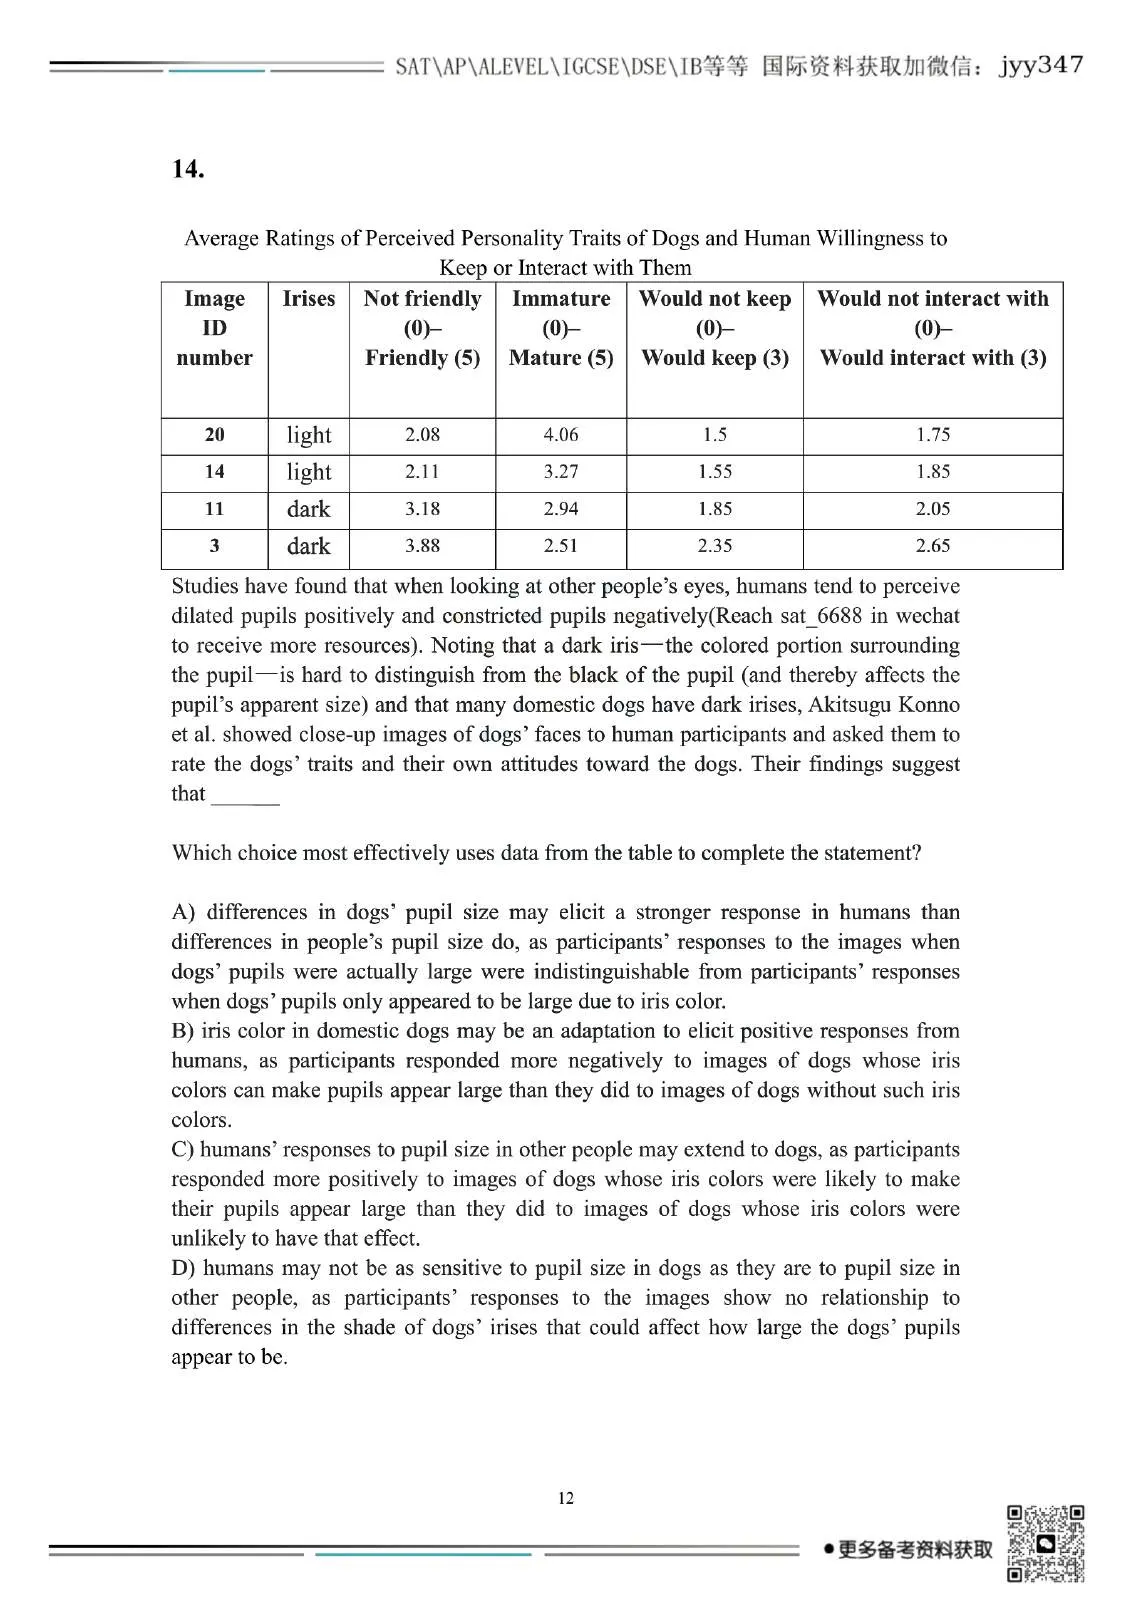 SAT\AP\ALEVEL\IGCSE\DSE\IB等等 国际资料获取加微信： jyy347
14.
Average Ratings of Perceived Personality Traits of Dogs and Human Willingness to
Keep or Interact with Them
Image ID number | Irises | Not friendly (0)– Friendly (5) | Immature (0)– Mature (5) | Would not keep (0)– Would keep (3) | Would not interact with (0)– Would interact with (3)
20 | light | 2.08 | 4.06 | 1.5 | 1.75
14 | light | 2.11 | 3.27 | 1.55 | 1.85
11 | dark | 3.18 | 2.94 | 1.85 | 2.05
3 | dark | 3.88 | 2.51 | 2.35 | 2.65
Studies have found that when looking at other people’s eyes, humans tend to perceive
dilated pupils positively and constricted pupils negatively(Reach sat_6688 in wechat
to receive more resources). Noting that a dark iris—the colored portion surrounding
the pupil—is hard to distinguish from the black of the pupil (and thereby affects the
pupil’s apparent size) and that many domestic dogs have dark irises, Akitsugu Konno
et al. showed close-up images of dogs’ faces to human participants and asked them to
rate the dogs’ traits and their own attitudes toward the dogs. Their findings suggest
that ______
Which choice most effectively uses data from the table to complete the statement?
A) differences in dogs’ pupil size may elicit a stronger response in humans than
differences in people’s pupil size do, as participants’ responses to the images when
dogs’ pupils were actually large were indistinguishable from participants’ responses
when dogs’ pupils only appeared to be large due to iris color.
B) iris color in domestic dogs may be an adaptation to elicit positive responses from
humans, as participants responded more negatively to images of dogs whose iris
colors can make pupils appear large than they did to images of dogs without such iris
colors.
C) humans’ responses to pupil size in other people may extend to dogs, as participants
responded more positively to images of dogs whose iris colors were likely to make
their pupils appear large than they did to images of dogs whose iris colors were
unlikely to have that effect.
D) humans may not be as sensitive to pupil size in dogs as they are to pupil size in
other people, as participants’ responses to the images show no relationship to
differences in the shade of dogs’ irises that could affect how large the dogs’ pupils
appear to be.
12
●更多备考资料获取